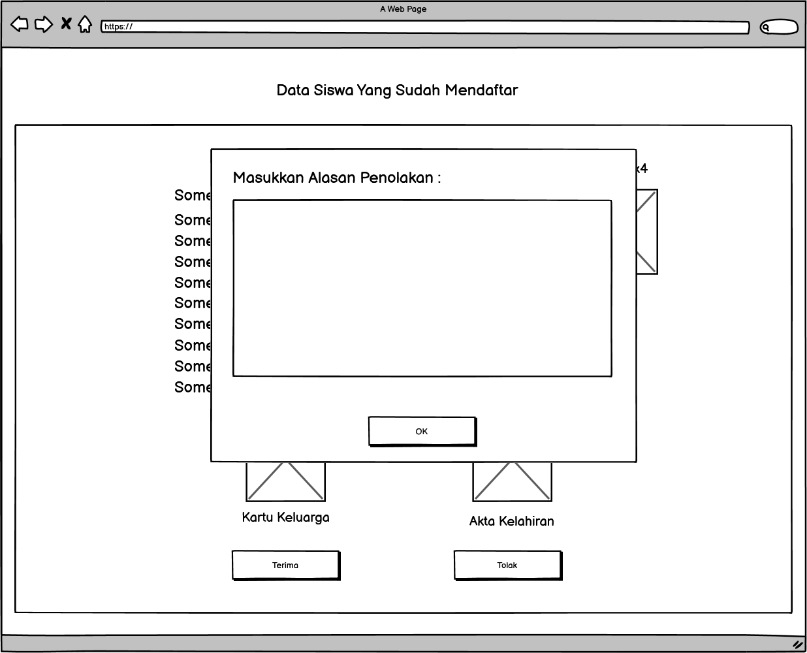 A Web Page
https://
Data Siswa Yang Sudah Mendaftar
x4
Masukkan Alasan Penolakan :
Some
Some
Some
Some
Some
Some
Some
Some
Some
Some
OK
Kartu Keluarga
Akta Kelahiran
Terima
Tolak